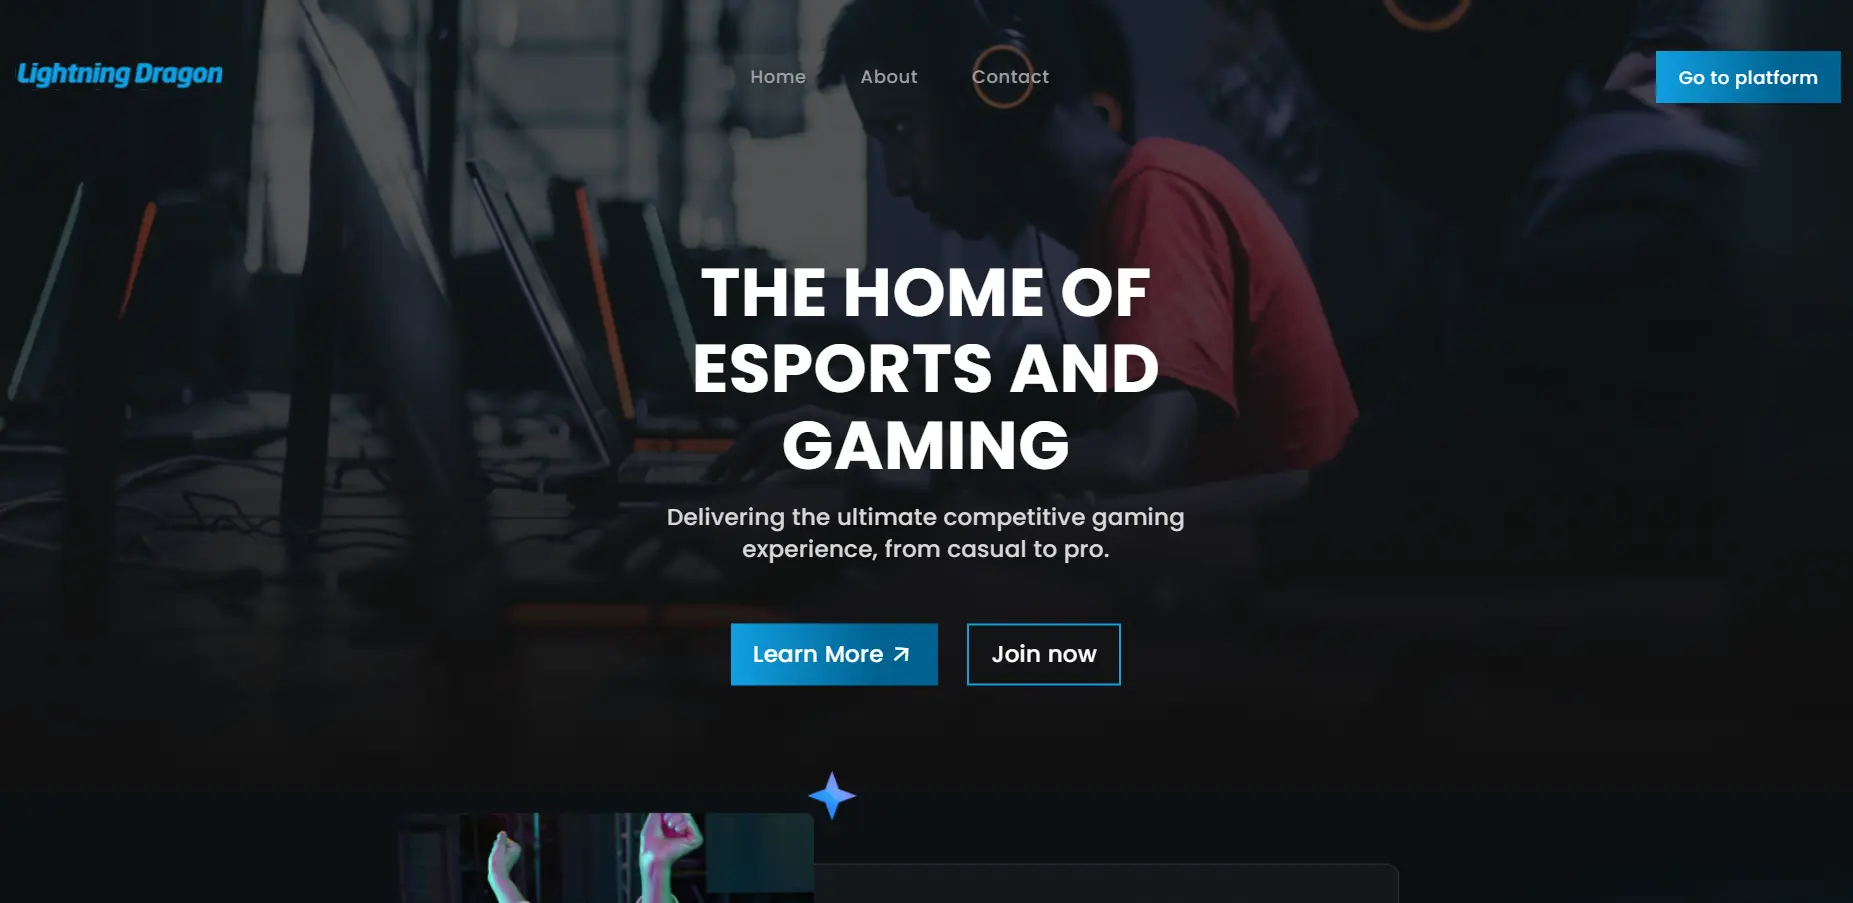 Lightning Dragon
Home
About
Contact
Go to platform
THE HOME OF
ESPORTS AND
GAMING
Delivering the ultimate competitive gaming
experience, from casual to pro.
Learn More
Join now